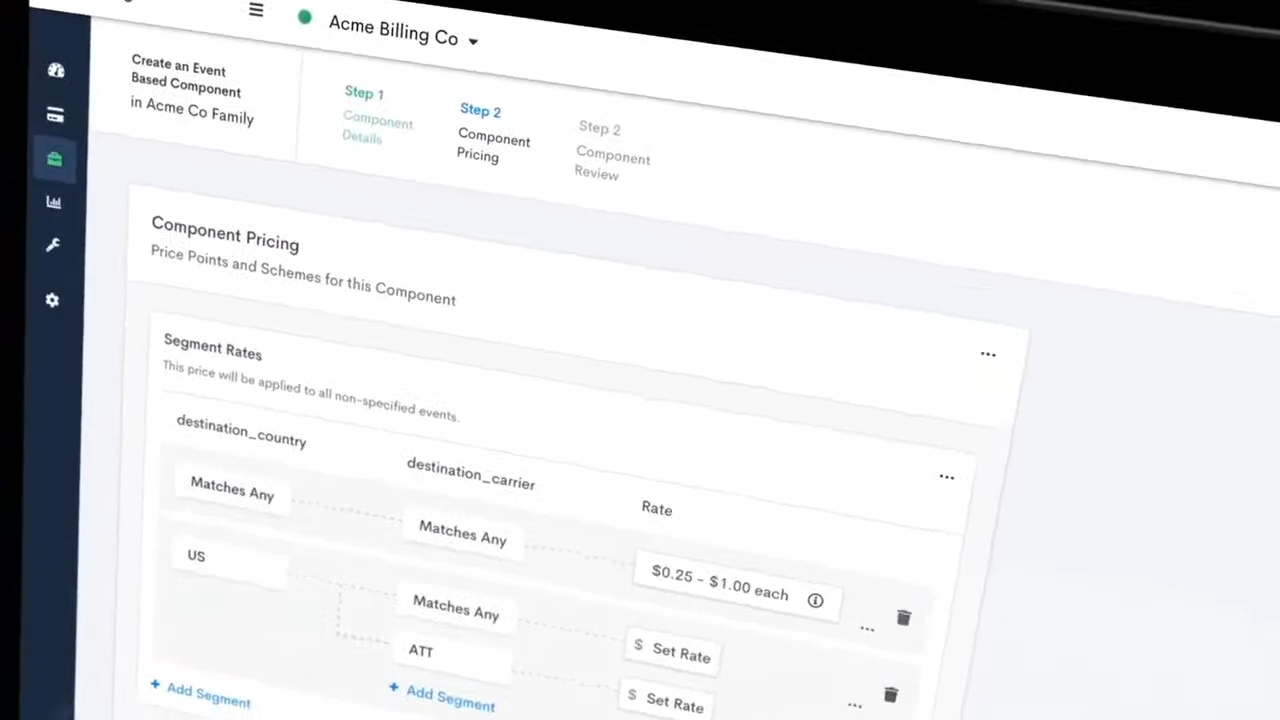 Acme Billing Co
Create an Event
Based Component
in Acme Co Family
Step 1
Component
Details
Step 2
Component
Pricing
Step 2
Component
Review
Component Pricing
Price Points and Schemes for this Component
...
Segment Rates
This price will be applied to all non-specified events.
...
destination_country
destination_carrier
Rate
Matches Any
Matches Any
$0.25 - $1.00 each
...
US
Matches Any
$ Set Rate
ATT
$ Set Rate
...
+ Add Segment
+ Add Segment